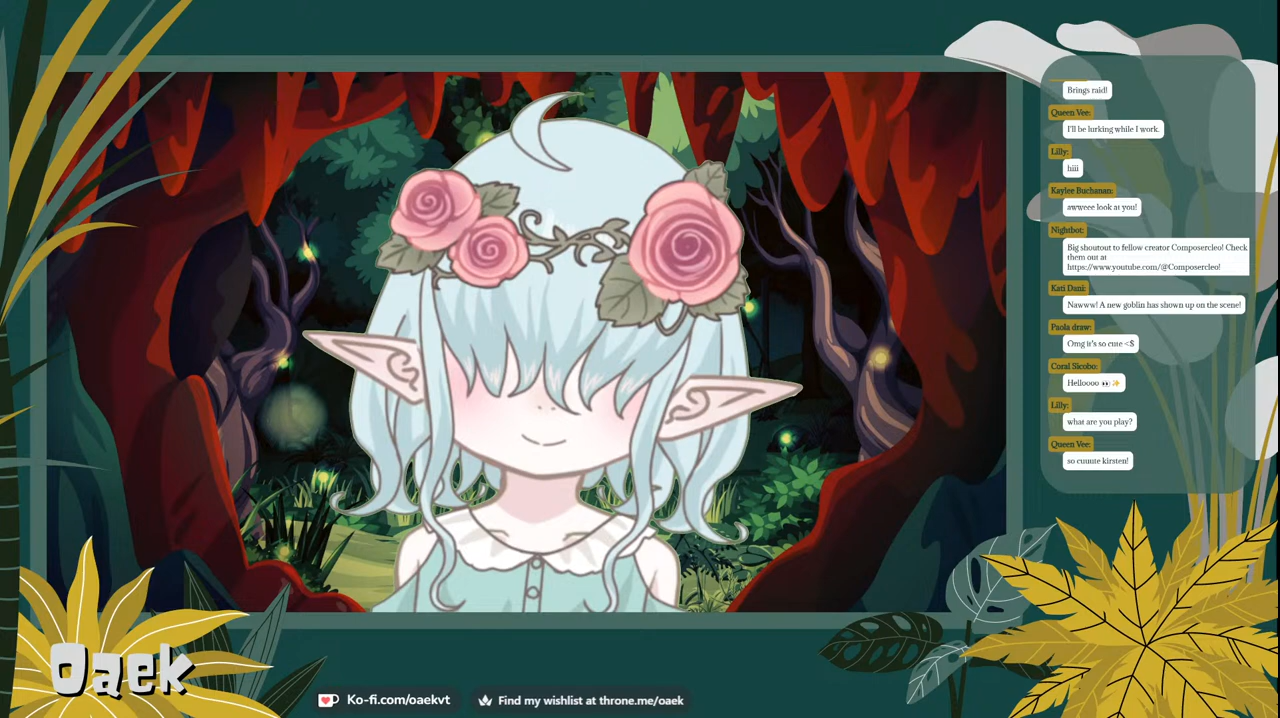 Brings raid!
Queen Vee:
I'll be lurking while I work.
Lilly:
hiii
Kaylee Buchanan:
awweee look at you!
Nightbot:
Big shoutout to fellow creator Composercleo! Check
them out at
https://www.youtube.com/@Composercleo!
Kati Dani:
Nawww! A new goblin has shown up on the scene!
Paola draw:
Omg it's so cute <$
Coral Sicobo:
Helloooo 👀✨
Lilly:
what are you play?
Queen Vee:
so cuuute kirsten!
Oaek
Ko-fi.com/oaekvt
Find my wishlist at throne.me/oaek